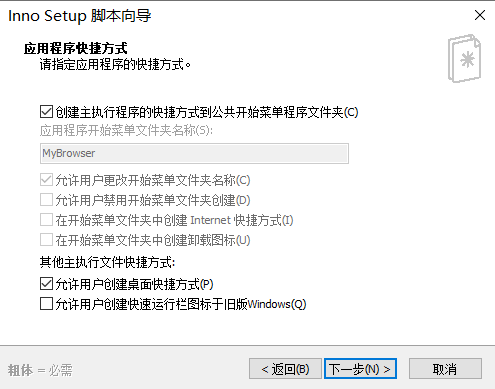 Inno Setup 脚本向导
应用程序快捷方式
请指定应用程序的快捷方式。
创建主执行程序的快捷方式到公共开始菜单程序文件夹(C)
应用程序开始菜单文件夹名称(S):
MyBrowser
允许用户更改开始菜单文件夹名称(C)
允许用户禁用开始菜单文件夹创建(D)
在开始菜单文件夹中创建 Internet 快捷方式(I)
在开始菜单文件夹中创建卸载图标(U)
其他主执行文件快捷方式:
允许用户创建桌面快捷方式(P)
允许用户创建快速运行栏图标于旧版Windows(Q)
粗体 = 必需
< 返回(B)
下一步(N) >
取消